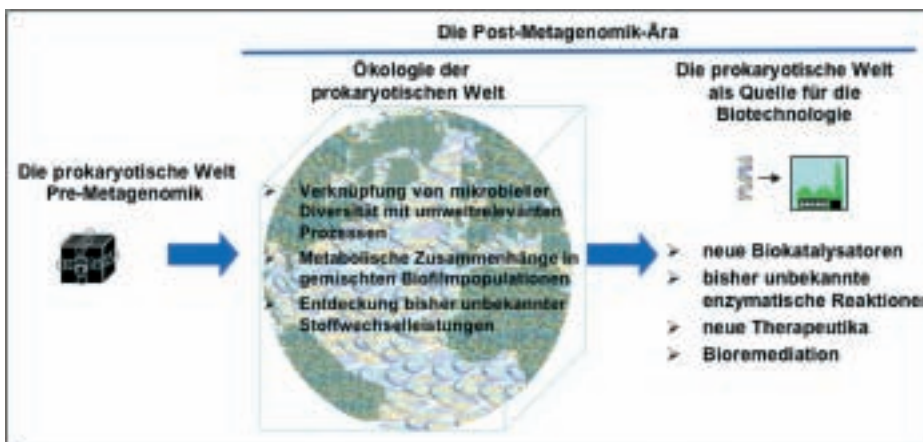 Die Post-Metagenomik-Ära
Ökologie der
prokaryotischen Welt
Die prokaryotische Welt
als Quelle für die
Biotechnologie
Die prokaryotische Welt
Pre-Metagenomik
➢ Verknüpfung von mikrobieller
Diversität mit umweltrelevanten
Prozessen
➢ Metabolische Zusammenhänge in
gemischten Biofilmpopulationen
➢ Entdeckung bisher unbekannter
Stoffwechselleistungen
➢ neue Biokatalysatoren
➢ bisher unbekannte
enzymatische Reaktionen
➢ neue Therapeutika
➢ Bioremediation